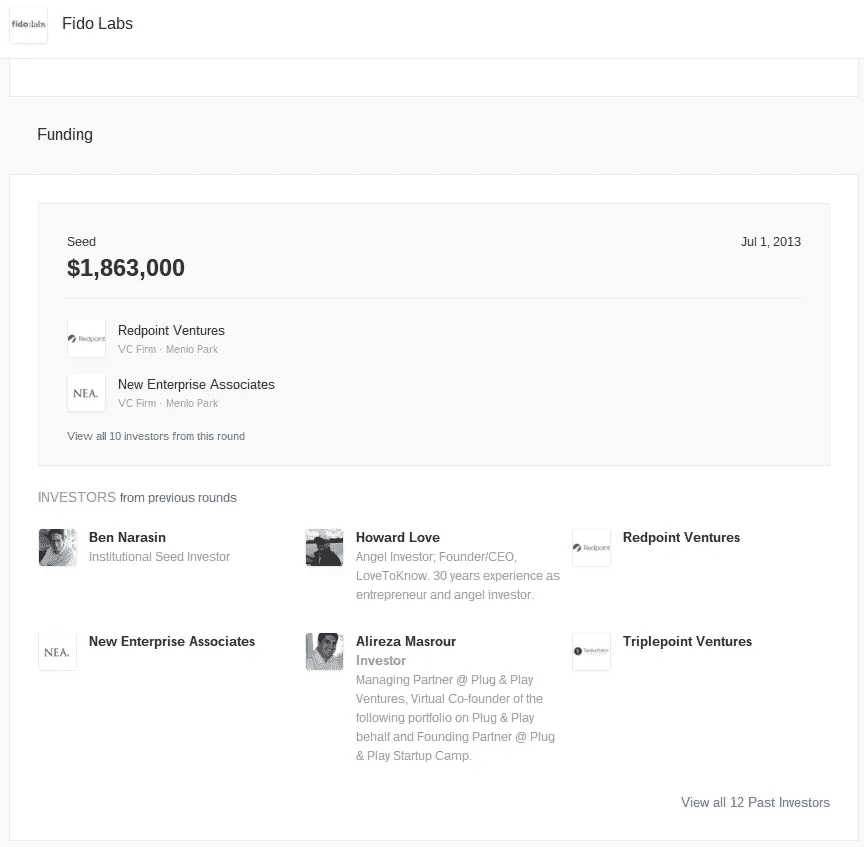 fido:labs
Fido Labs
Funding
Seed
Jul 1, 2013
$1,863,000
Redpoint
Redpoint Ventures
VC Firm · Menlo Park
NEA.
New Enterprise Associates
VC Firm · Menlo Park
View all 10 investors from this round
INVESTORS from previous rounds
Ben Narasin
Institutional Seed Investor
Howard Love
Angel Investor; Founder/CEO,
LoveToKnow. 30 years experience as
entrepreneur and angel investor.
Redpoint
Redpoint Ventures
NEA.
New Enterprise Associates
Alireza Masrour
Investor
Managing Partner @ Plug & Play
Ventures, Virtual Co-founder of the
following portfolio on Plug & Play
behalf and Founding Partner @ Plug
& Play Startup Camp.
Triplepoint Ventures
View all 12 Past Investors